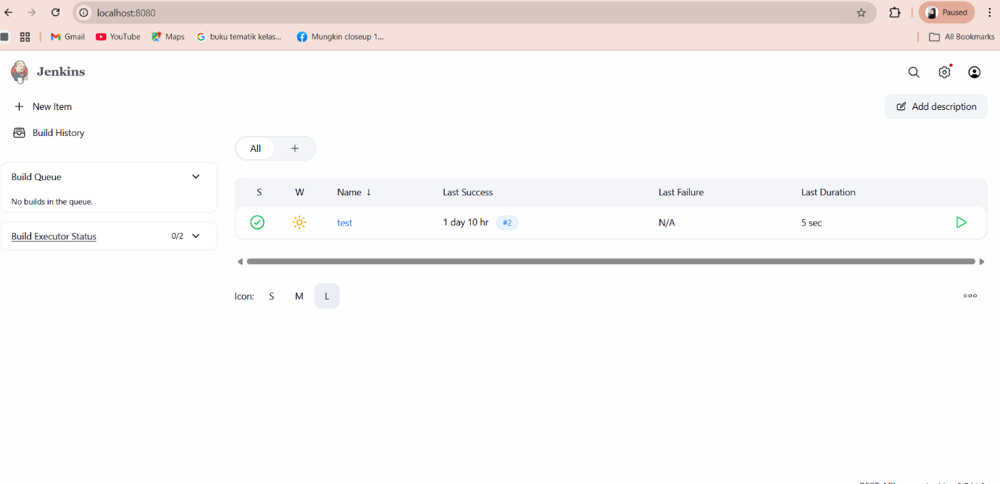 localhost:8080
Paused
Gmail YouTube Maps buku tematik kelas... Mungkin closeup 1... All Bookmarks
Jenkins
New Item
Add description
Build History
All +
Build Queue
No builds in the queue.
Build Executor Status 0/2
S W Name ↓ Last Success Last Failure Last Duration
test 1 day 10 hr #2 N/A 5 sec
Icon: S M L